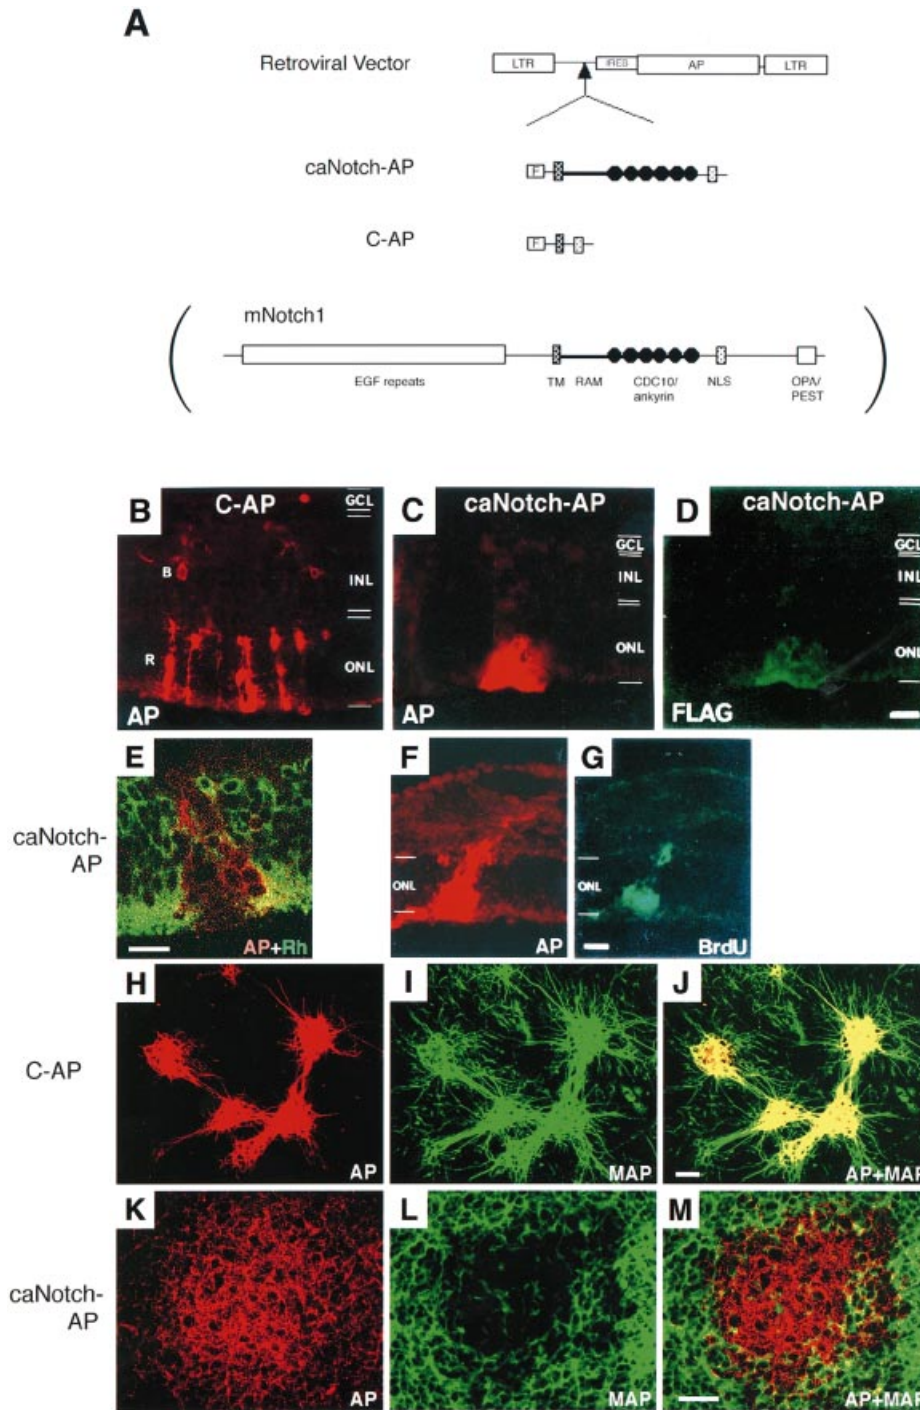 A
Retroviral Vector
LTR IRES AP LTR
caNotch-AP
F
C-AP
F
mNotch1
EGF repeats TM RAM CDC10/ankyrin NLS OPA/PEST
B C-AP GCL B INL R ONL AP
C caNotch-AP GCL INL ONL AP
D caNotch-AP GCL INL ONL FLAG
caNotch-AP
E AP+Rh
F ONL AP
G ONL BrdU
C-AP
H AP
I MAP
J AP+MAP
caNotch-AP
K AP
L MAP
M AP+MAP